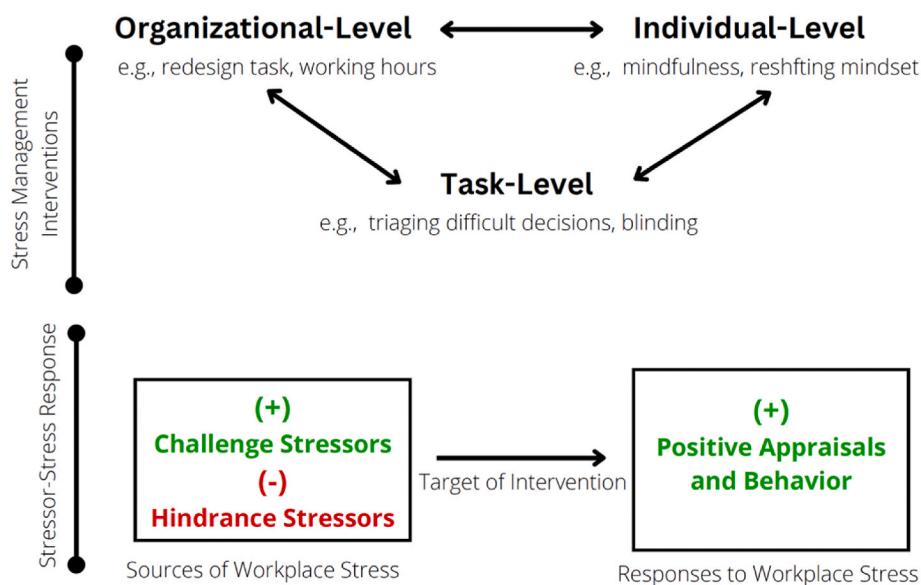 Organizational-Level
Individual-Level
e.g., redesign task, working hours
e.g., mindfulness, reshfting mindset
Task-Level
e.g., triaging difficult decisions, blinding
Stress Management
Interventions
Stressor-Stress Response
(+)
Challenge Stressors
(-)
Hindrance Stressors
Sources of Workplace Stress
Target of Intervention
(+)
Positive Appraisals
and Behavior
Responses to Workplace Stress